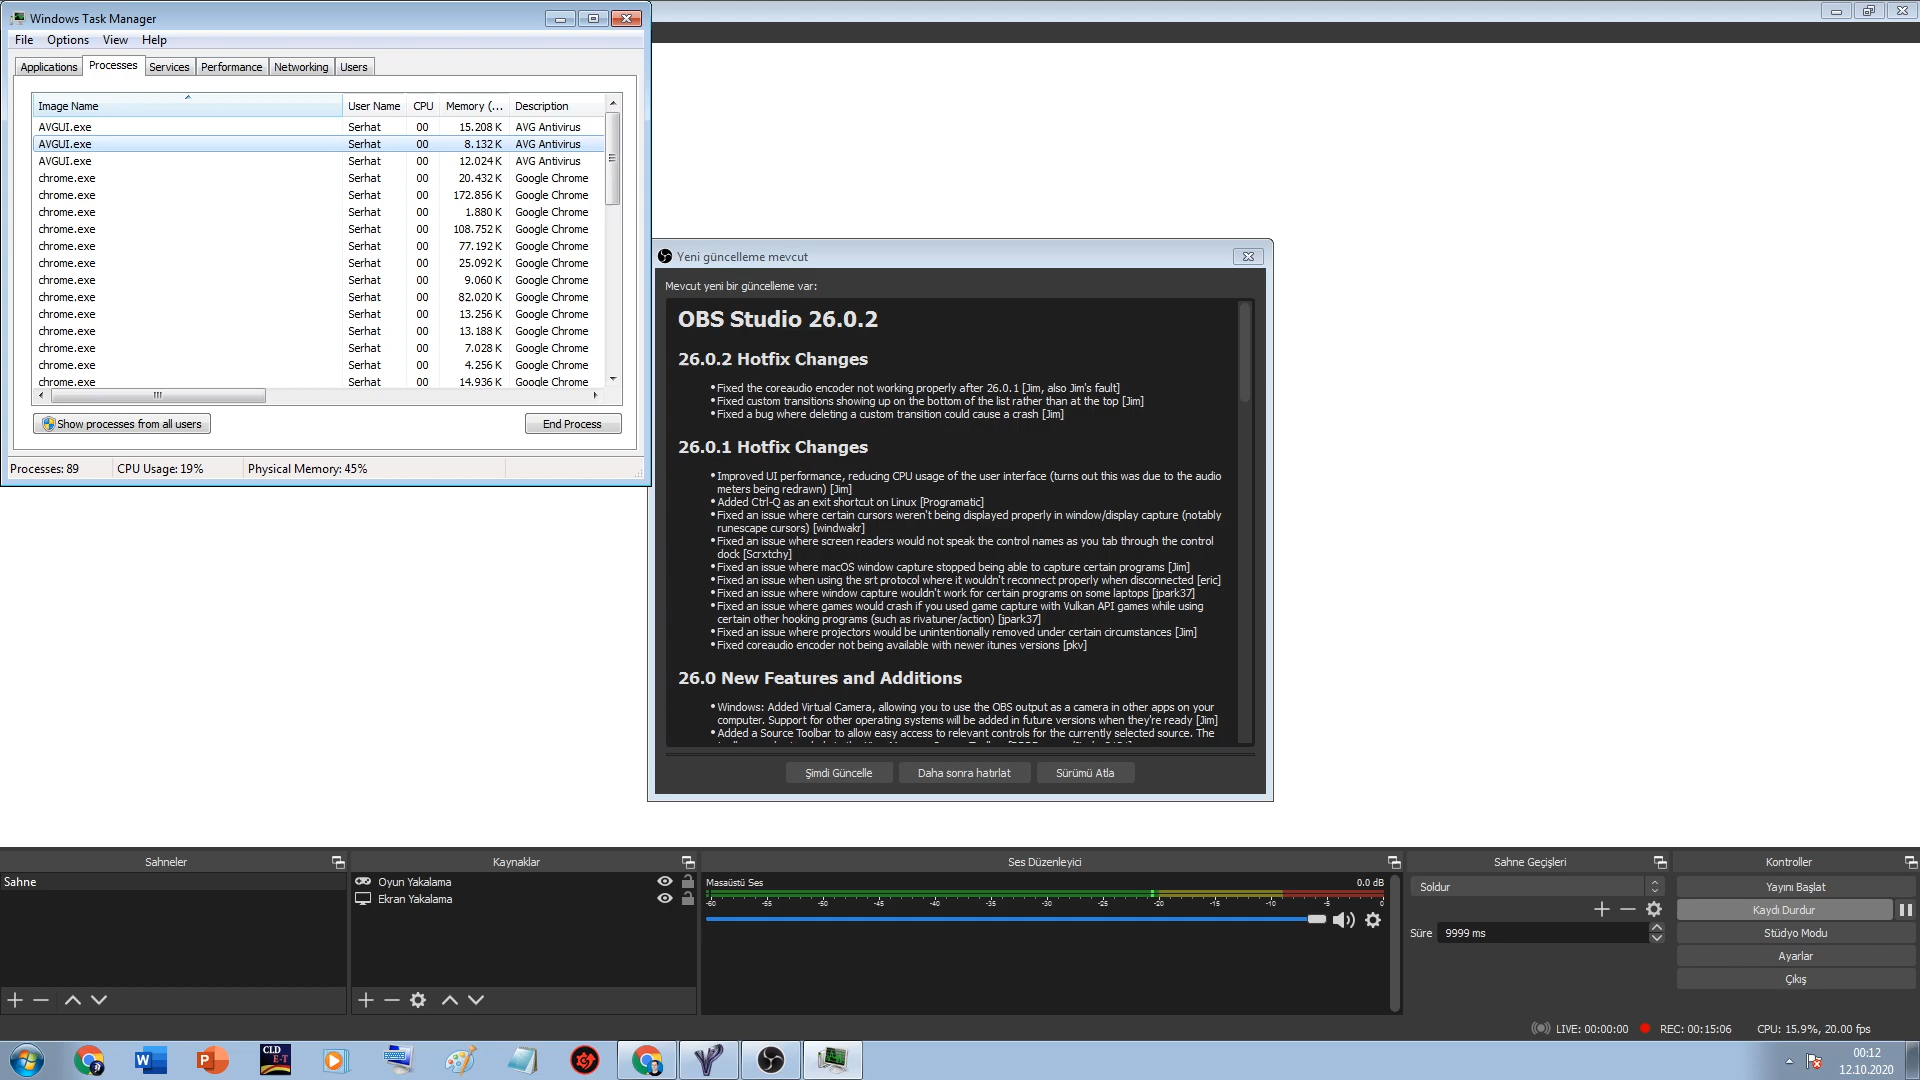 Windows Task Manager
File Options View Help
Applications Processes Services Performance Networking Users
Image Name User Name CPU Memory (... Description
AVGUI.exe Serhat 00 15.208 K AVG Antivirus
AVGUI.exe Serhat 00 8.132 K AVG Antivirus
AVGUI.exe Serhat 00 12.024 K AVG Antivirus
chrome.exe Serhat 00 20.432 K Google Chrome
chrome.exe Serhat 00 172.856 K Google Chrome
chrome.exe Serhat 00 1.880 K Google Chrome
chrome.exe Serhat 00 108.752 K Google Chrome
chrome.exe Serhat 00 77.192 K Google Chrome
chrome.exe Serhat 00 25.092 K Google Chrome
chrome.exe Serhat 00 9.060 K Google Chrome
chrome.exe Serhat 00 82.020 K Google Chrome
chrome.exe Serhat 00 13.256 K Google Chrome
chrome.exe Serhat 00 13.188 K Google Chrome
chrome.exe Serhat 00 7.028 K Google Chrome
chrome.exe Serhat 00 4.256 K Google Chrome
chrome.exe Serhat 00 14.936 K Google Chrome
Show processes from all users End Process
Processes: 89 CPU Usage: 19% Physical Memory: 45%
Yeni güncelleme mevcut
Mevcut yeni bir güncelleme var:
OBS Studio 26.0.2
26.0.2 Hotfix Changes
•Fixed the coreaudio encoder not working properly after 26.0.1 [Jim, also Jim's fault]
•Fixed custom transitions showing up on the bottom of the list rather than at the top [Jim]
•Fixed a bug where deleting a custom transition could cause a crash [Jim]
26.0.1 Hotfix Changes
•Improved UI performance, reducing CPU usage of the user interface (turns out this was due to the audio
meters being redrawn) [Jim]
•Added Ctrl-Q as an exit shortcut on Linux [Programatic]
•Fixed an issue where certain cursors weren't being displayed properly in window/display capture (notably
runescape cursors) [windwakr]
•Fixed an issue where screen readers would not speak the control names as you tab through the control
dock [Scrxtchy]
•Fixed an issue where macOS window capture stopped being able to capture certain programs [Jim]
•Fixed an issue when using the srt protocol where it wouldn't reconnect properly when disconnected [eric]
•Fixed an issue where window capture wouldn't work for certain programs on some laptops [jpark37]
•Fixed an issue where games would crash if you used game capture with Vulkan API games while using
certain other hooking programs (such as rivatuner/action) [jpark37]
•Fixed an issue where projectors would be unintentionally removed under certain circumstances [Jim]
•Fixed coreaudio encoder not being available with newer itunes versions [pkv]
26.0 New Features and Additions
•Windows: Added Virtual Camera, allowing you to use the OBS output as a camera in other apps on your
computer. Support for other operating systems will be added in future versions when they're ready [Jim]
•Added a Source Toolbar to allow easy access to relevant controls for the currently selected source. The
Şimdi Güncelle Daha sonra hatırlat Sürümü Atla
Sahneler
Sahne
Kaynaklar
Oyun Yakalama
Ekran Yakalama
Ses Düzenleyici
Masaüstü Ses 0.0 dB
-60 -55 -50 -45 -40 -35 -30 -25 -20 -15 -10 -5 0
Sahne Geçişleri
Soldur
Süre 9999 ms
Kontroller
Yayını Başlat
Kaydı Durdur
Stüdyo Modu
Ayarlar
Çıkış
LIVE: 00:00:00 REC: 00:15:06 CPU: 15.9%, 20.00 fps
CLD
E-T
00:12
12.10.2020